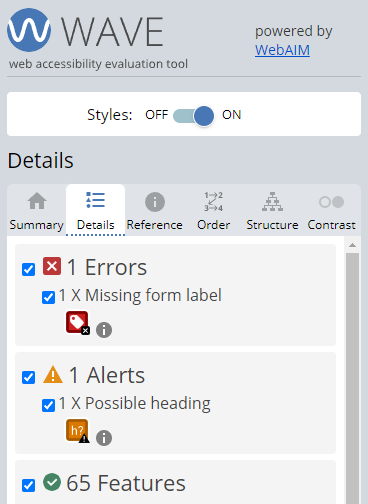 WAVE
powered by
WebAIM
web accessibility evaluation tool
Styles: OFF ON
Details
Summary Details Reference Order Structure Contrast
1 Errors
1 X Missing form label
1 Alerts
1 X Possible heading
h?
65 Features